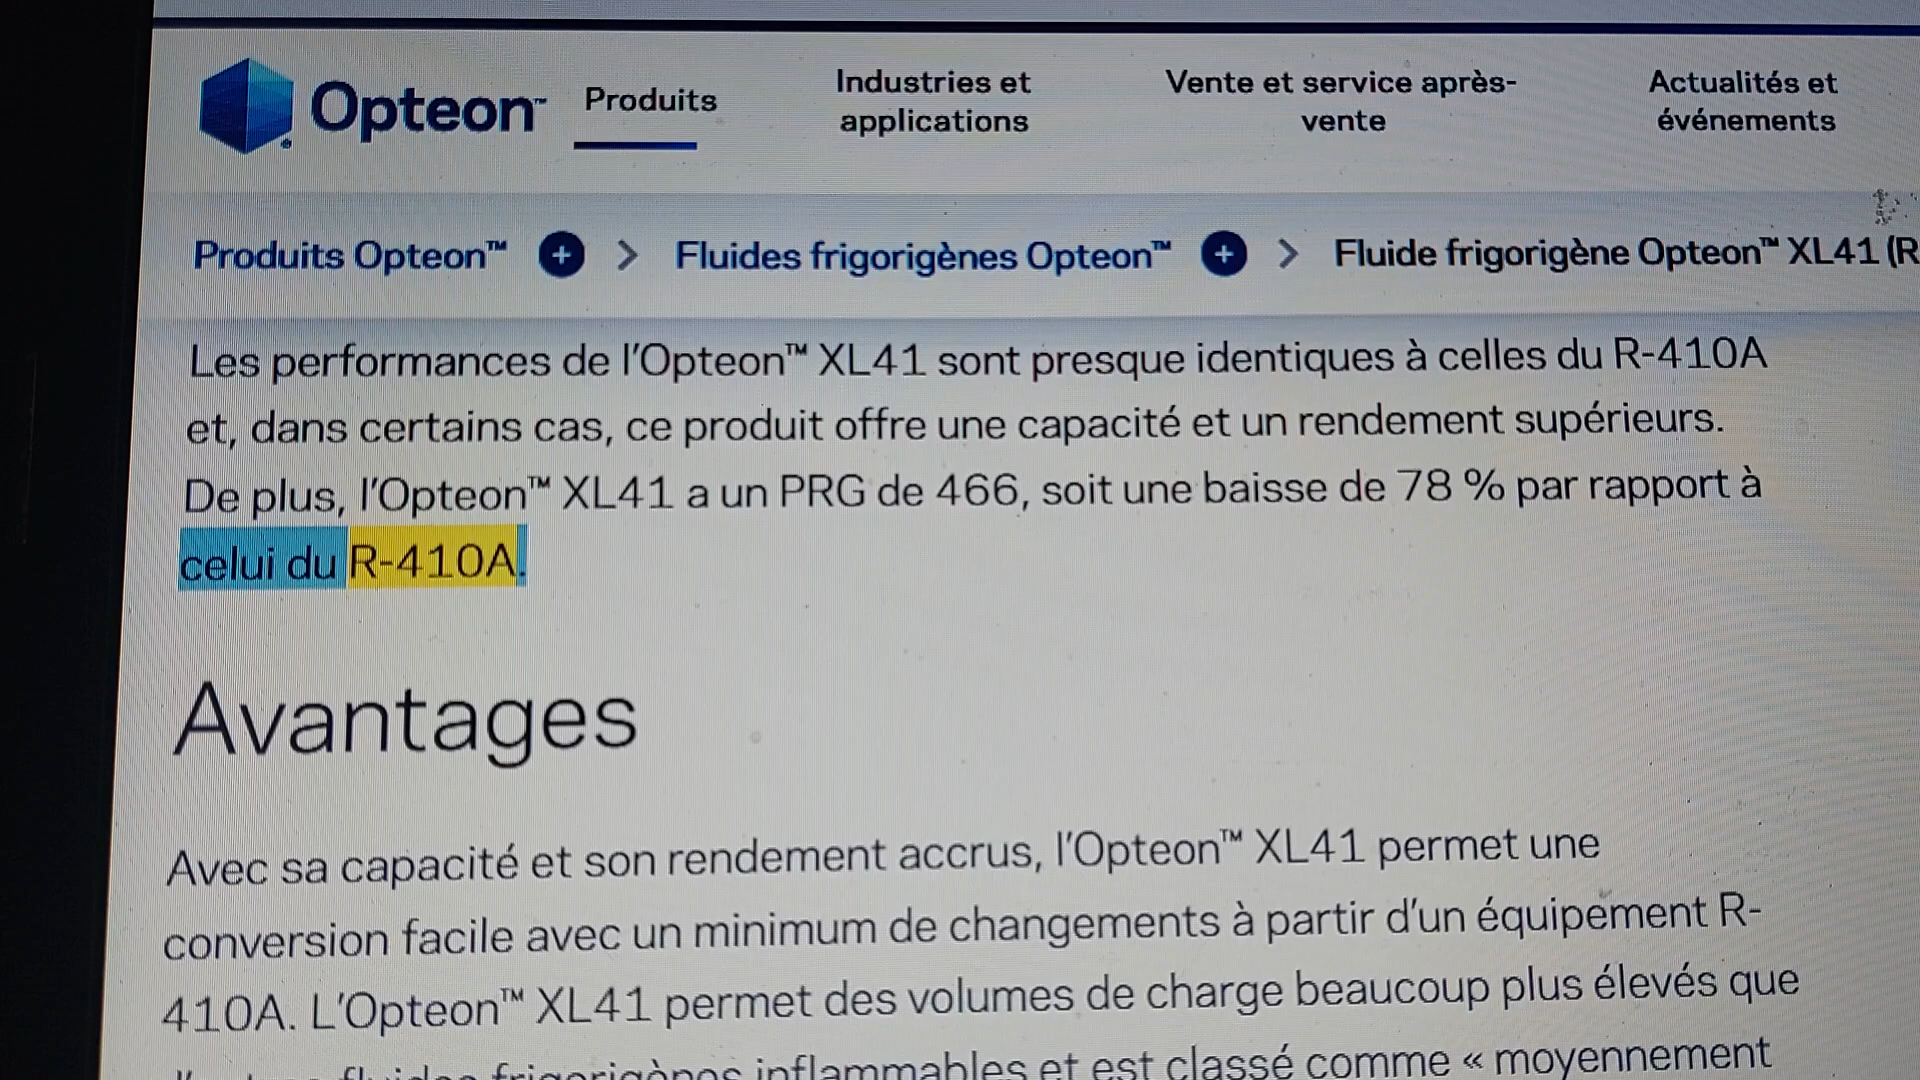 Opteon™
Produits
Industries et
applications
Vente et service après-
vente
Actualités et
événements
Produits Opteon™ + > Fluides frigorigènes Opteon™ + > Fluide frigorigène Opteon™ XL41 (R
Les performances de l'Opteon™ XL41 sont presque identiques à celles du R-410A
et, dans certains cas, ce produit offre une capacité et un rendement supérieurs.
De plus, l'Opteon™ XL41 a un PRG de 466, soit une baisse de 78 % par rapport à
celui du R-410A.
Avantages
Avec sa capacité et son rendement accrus, l'Opteon™ XL41 permet une
conversion facile avec un minimum de changements à partir d'un équipement R-
410A. L'Opteon™ XL41 permet des volumes de charge beaucoup plus élevés que
frigorigènes inflammables et est classé comme « moyennement